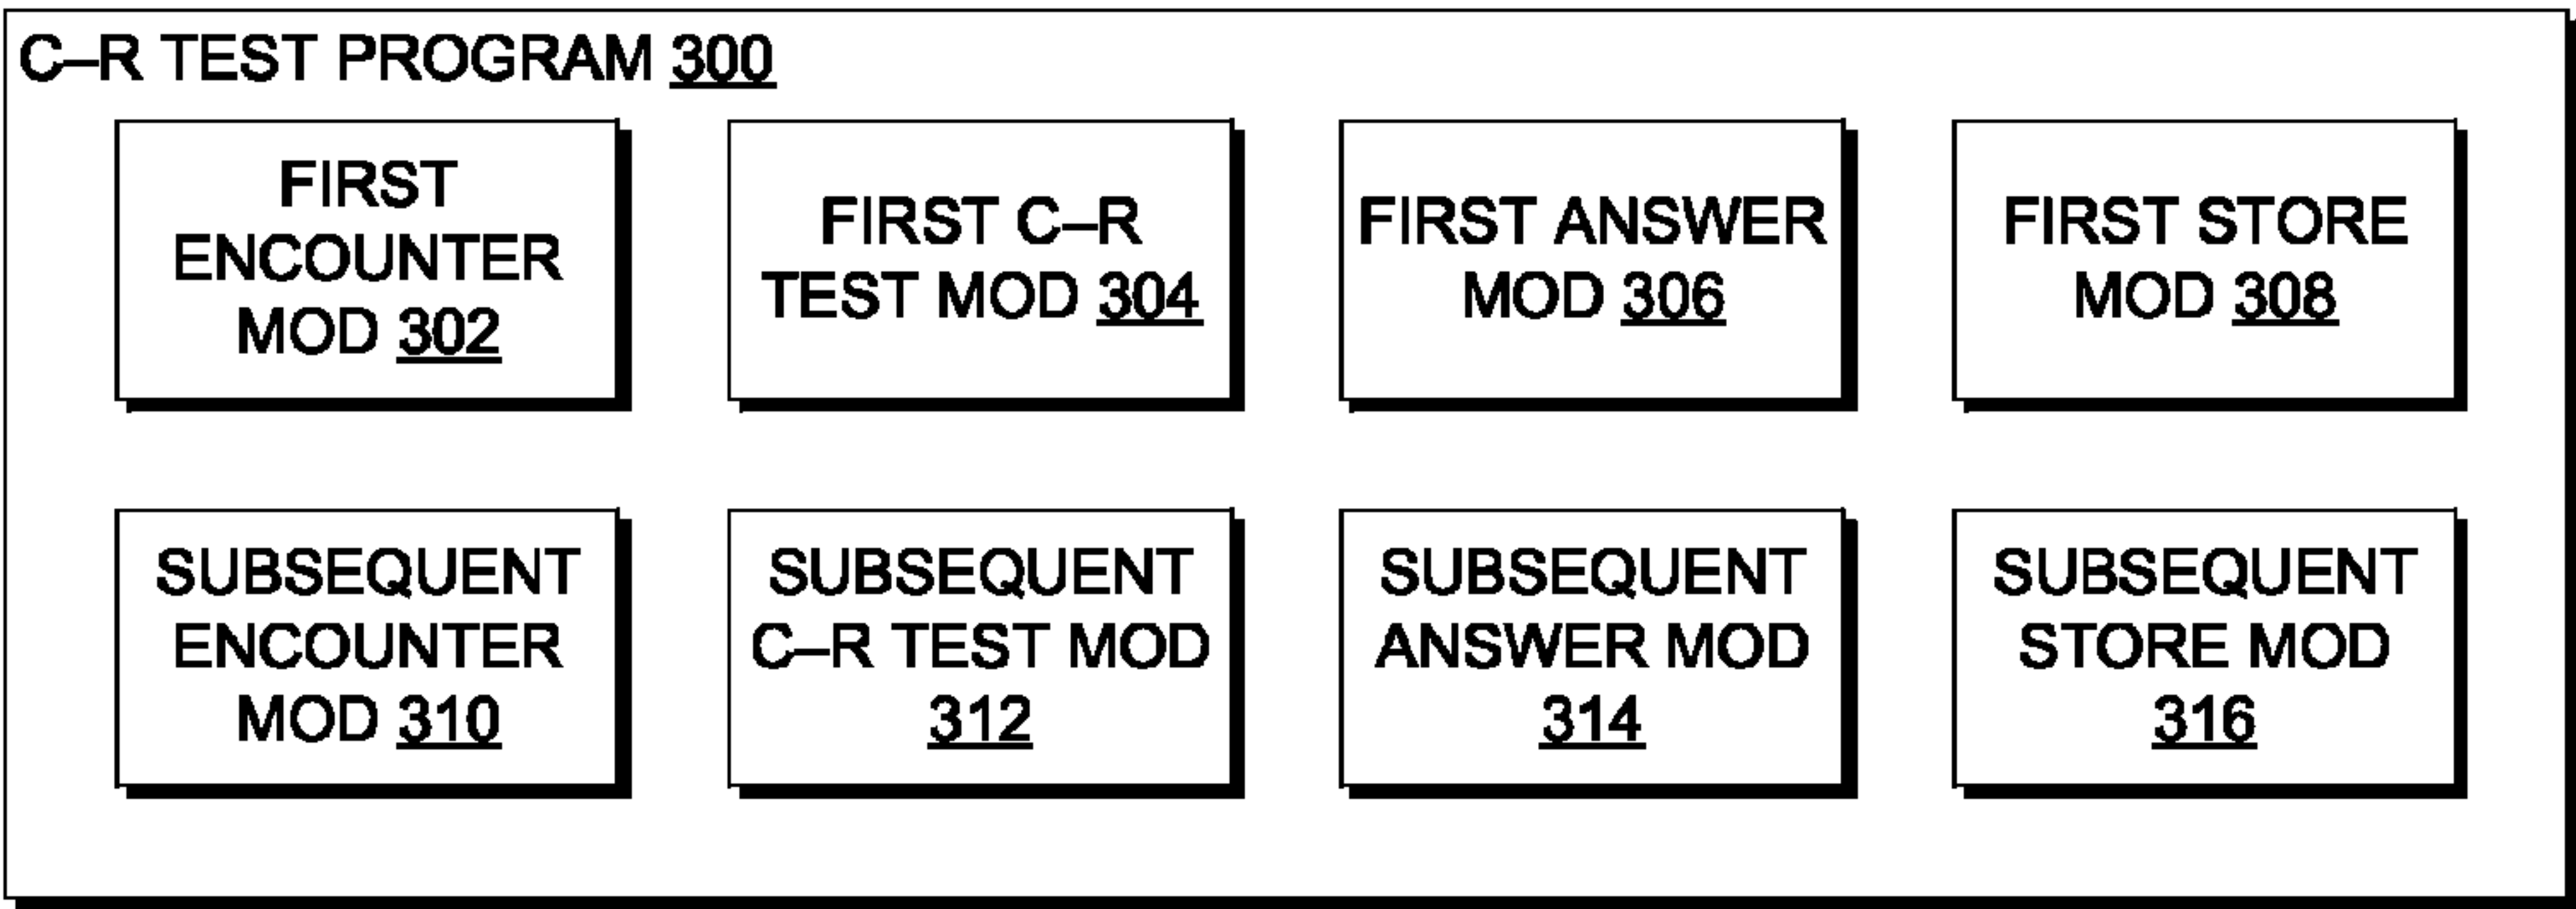 C–R TEST PROGRAM 300
FIRST
ENCOUNTER
MOD 302
FIRST C–R
TEST MOD 304
FIRST ANSWER
MOD 306
FIRST STORE
MOD 308
SUBSEQUENT
ENCOUNTER
MOD 310
SUBSEQUENT
C–R TEST MOD
312
SUBSEQUENT
ANSWER MOD
314
SUBSEQUENT
STORE MOD
316